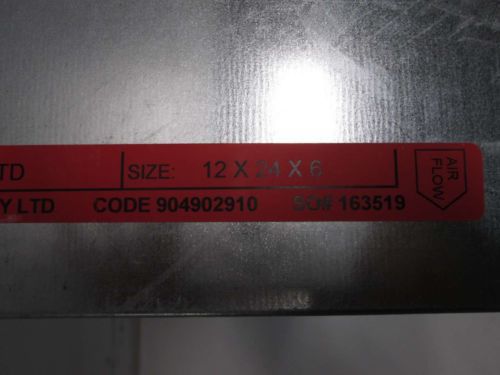 TD
SIZE: 12 X 24 X 6
Y LTD CODE 904902910 SO# 163519
AIR
FLOW